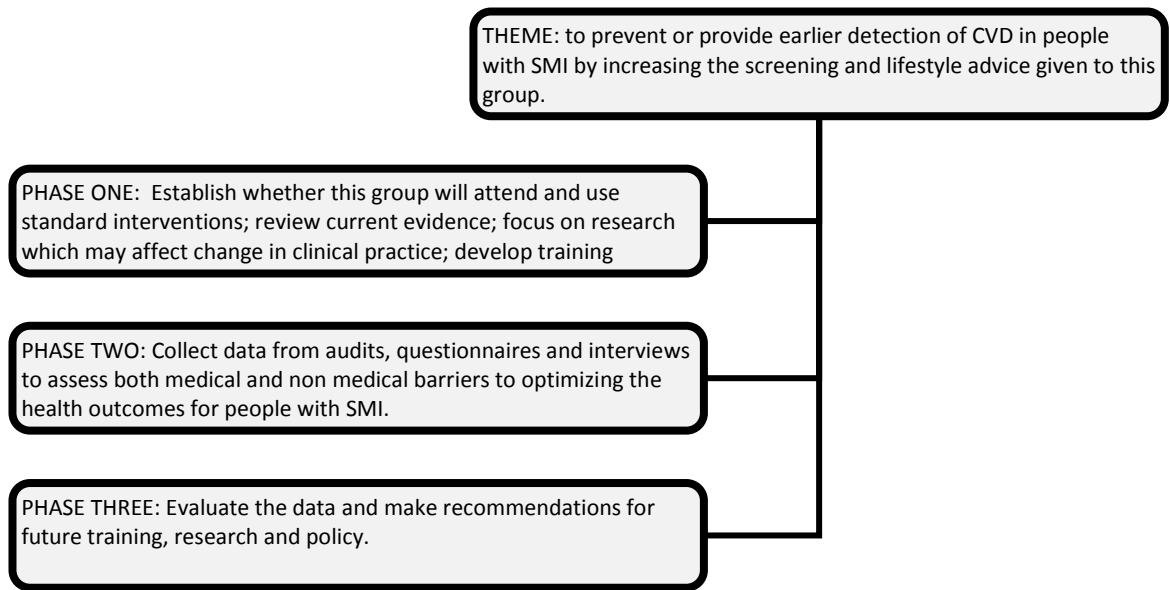 THEME: to prevent or provide earlier detection of CVD in people
with SMI by increasing the screening and lifestyle advice given to this
group.
PHASE ONE:  Establish whether this group will attend and use
standard interventions; review current evidence; focus on research
which may affect change in clinical practice; develop training
PHASE TWO: Collect data from audits, questionnaires and interviews
to assess both medical and non medical barriers to optimizing the
health outcomes for people with SMI.
PHASE THREE: Evaluate the data and make recommendations for
future training, research and policy.